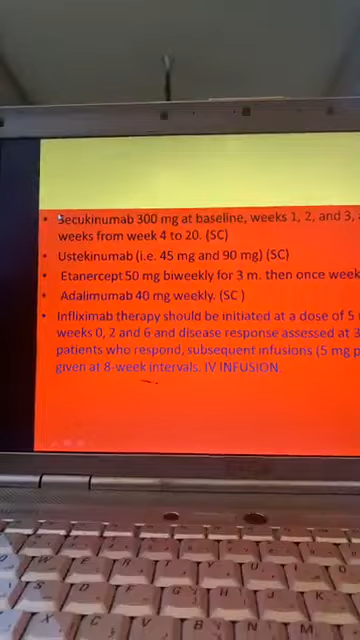 • Secukinumab 300 mg at baseline, weeks 1, 2, and 3,
weeks from week 4 to 20. (SC)
• Ustekinumab (i.e. 45 mg and 90 mg) (SC)
• Etanercept 50 mg biweekly for 3 m. then once week
• Adalimumab 40 mg weekly. (SC )
• Infliximab therapy should be initiated at a dose of 5
weeks 0, 2 and 6 and disease response assessed at 3
patients who respond, subsequent infusions (5 mg p
given at 8-week intervals. IV INFUSION